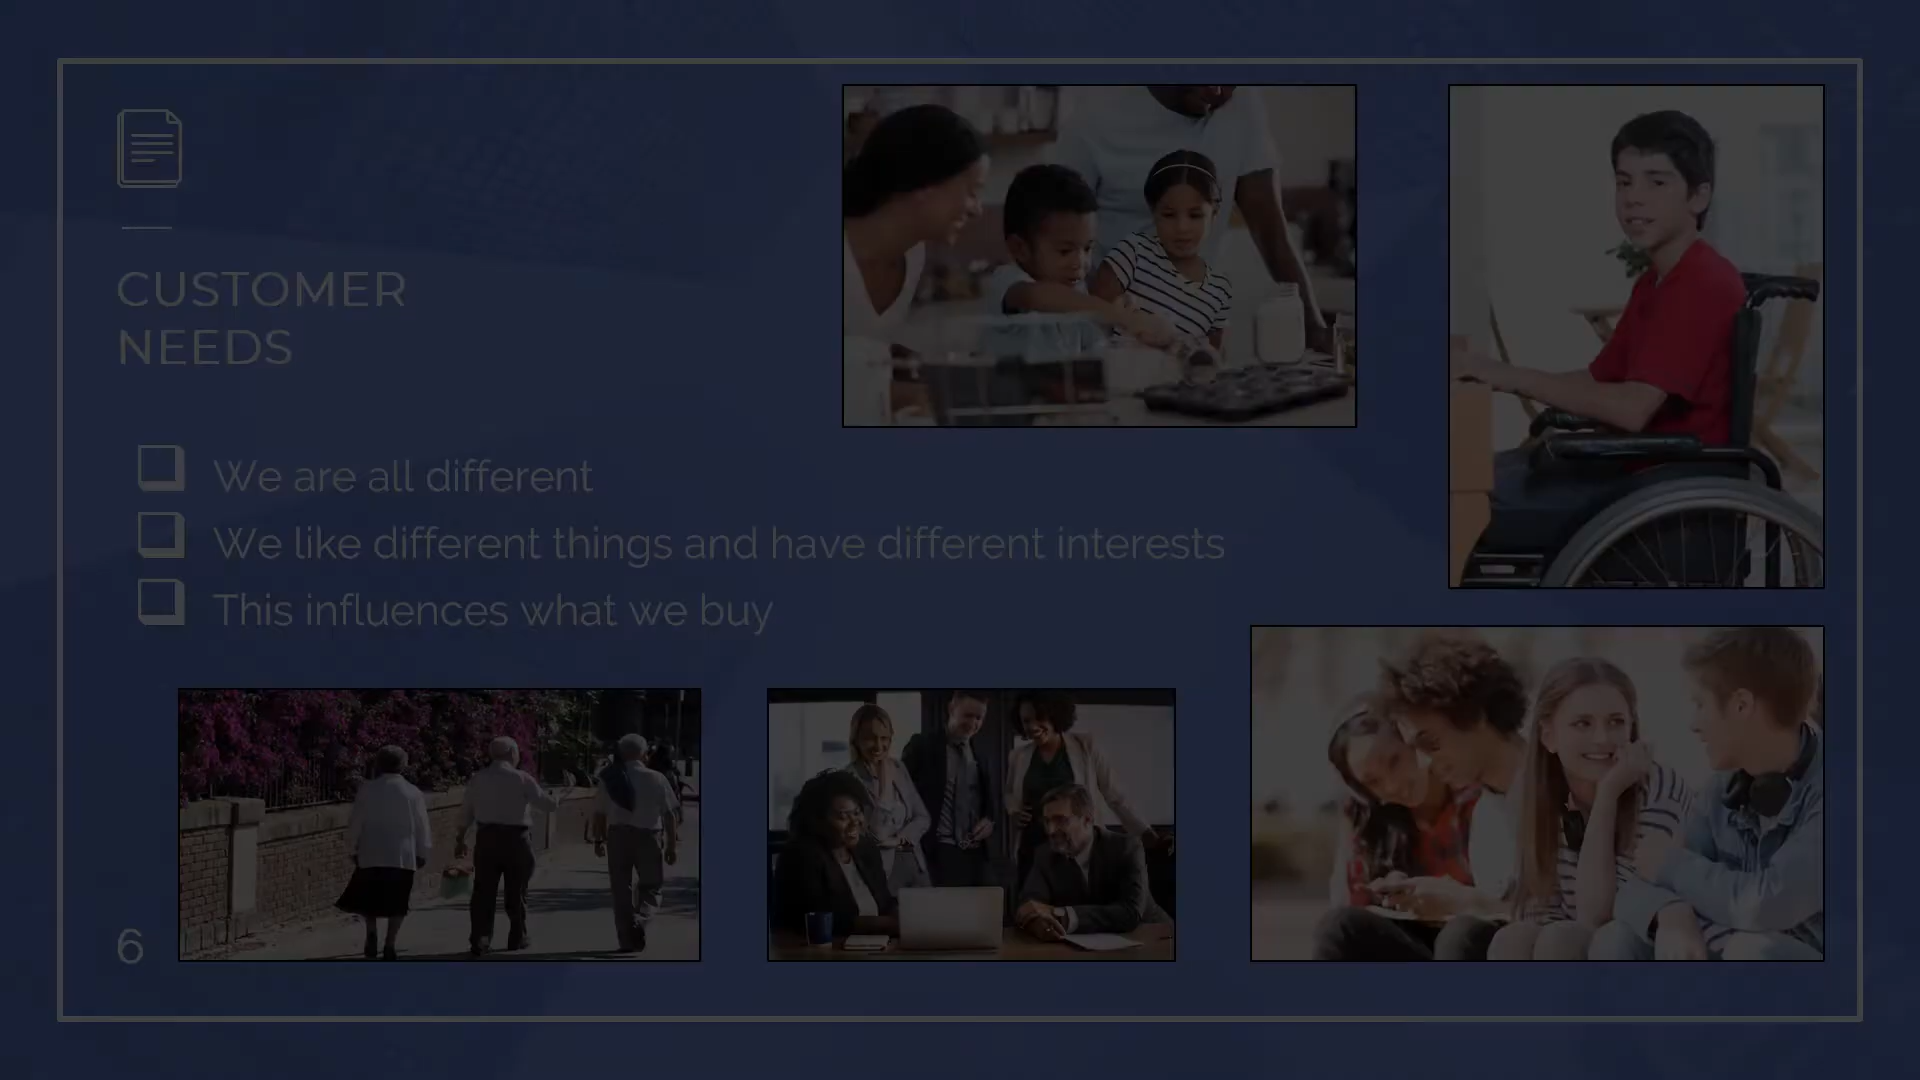 CUSTOMER
NEEDS
We are all different
We like different things and have different interests
This influences what we buy
6